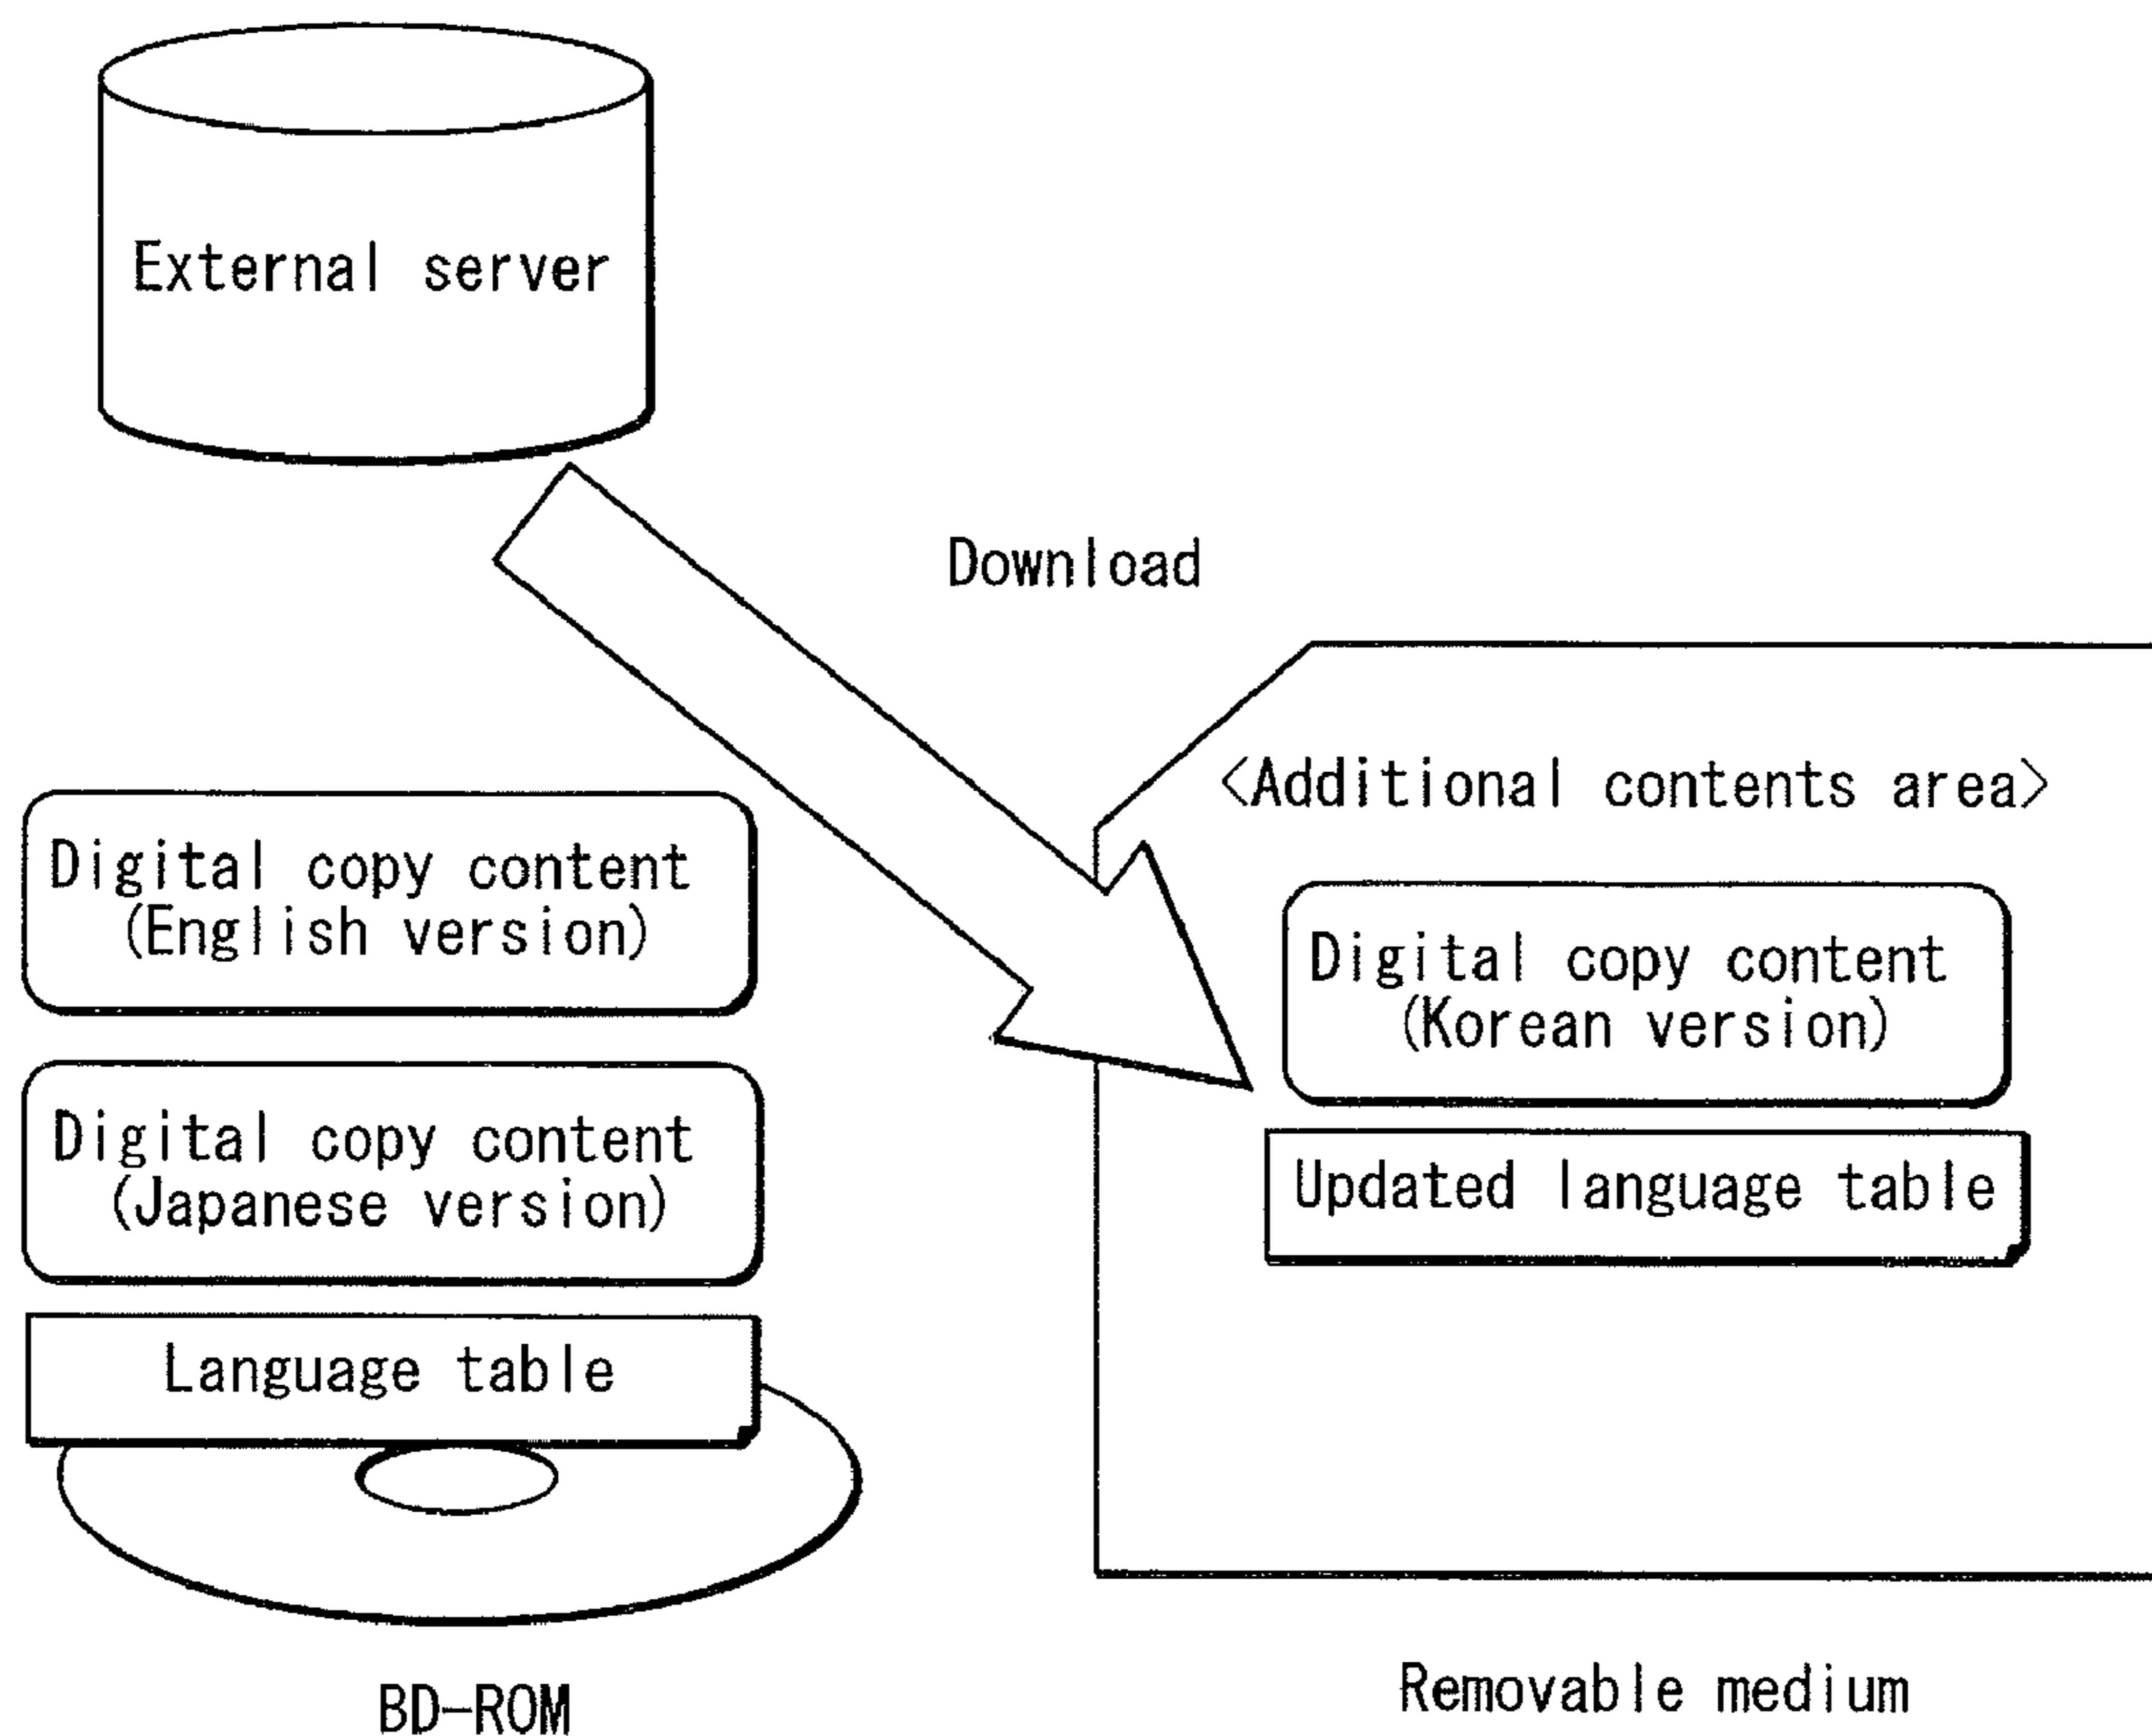 External server
Download
<Additional contents area>
Digital copy content
(English version)
Digital copy content
(Korean version)
Digital copy content
(Japanese version)
Updated language table
Language table
BD-ROM
Removable medium